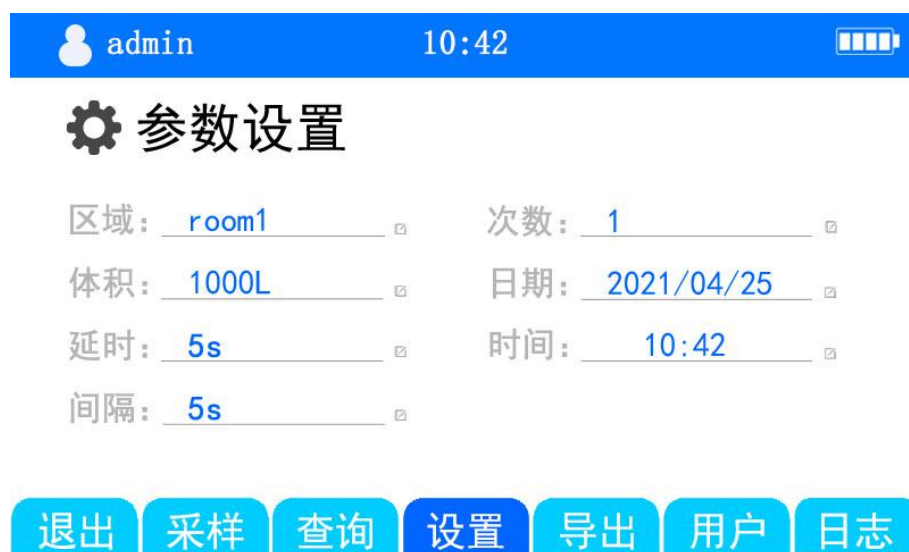 admin 10:42
参数设置
区域: room1 次数: 1
体积: 1000L 日期: 2021/04/25
延时: 5s 时间: 10:42
间隔: 5s
退出 采样 查询 设置 导出 用户 日志